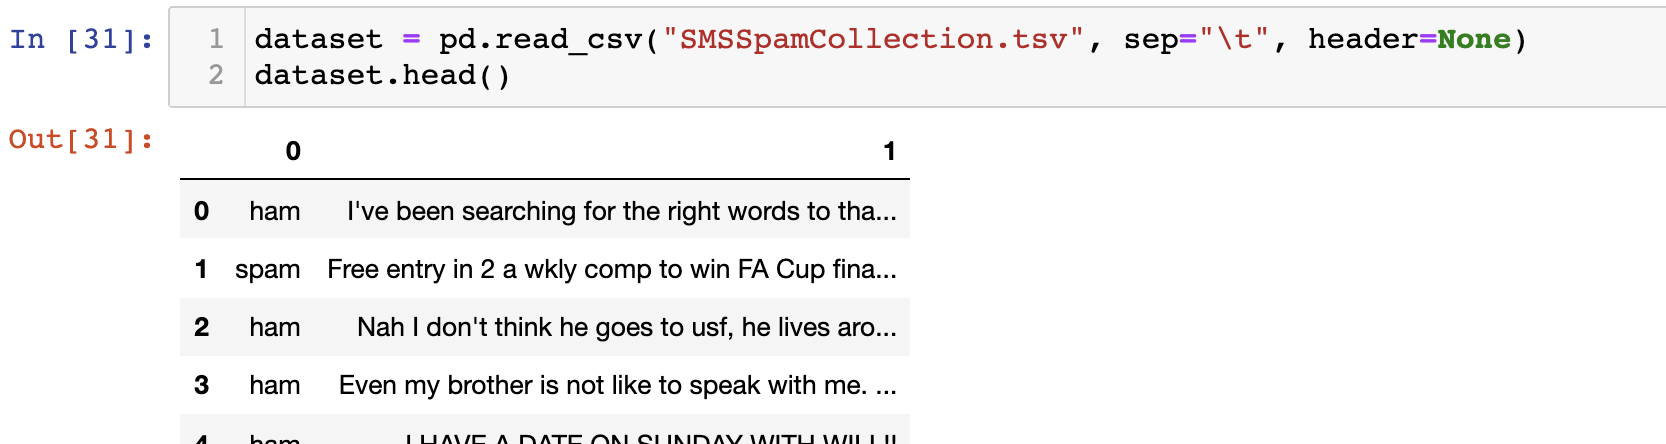 In [31]: 1 dataset = pd.read_csv("SMSSpamCollection.tsv", sep="\t", header=None)
2 dataset.head()
Out[31]:
0 1
0 ham I've been searching for the right words to tha...
1 spam Free entry in 2 a wkly comp to win FA Cup fina...
2 ham Nah I don't think he goes to usf, he lives aro...
3 ham Even my brother is not like to speak with me. ...
4 ham I HAVE A DATE ON SUNDAY WITH WILL!!